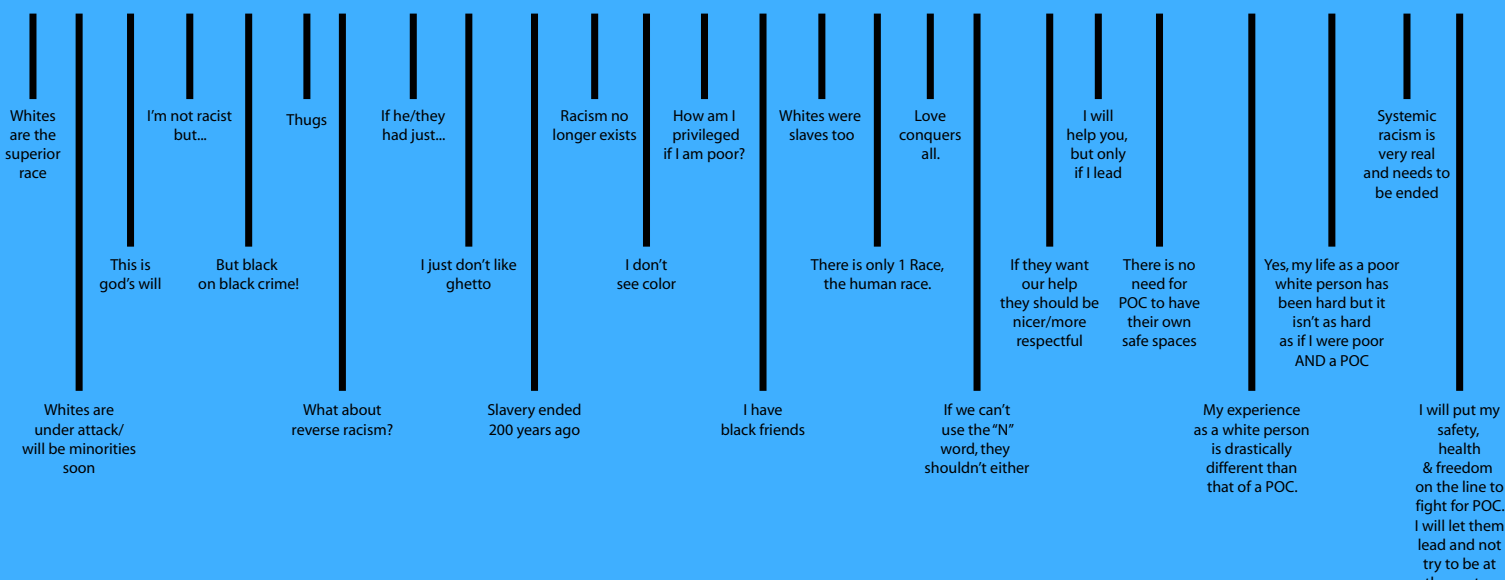 Whites
are the
superior
race
Whites are
under attack/
will be minorities
soon
This is
god's will
I'm not racist
but...
But black
on black crime!
Thugs
What about
reverse racism?
If he/they
had just...
I just don't like
ghetto
Slavery ended
200 years ago
Racism no
longer exists
I don't
see color
How am I
privileged
if I am poor?
I have
black friends
Whites were
slaves too
There is only 1 Race,
the human race.
Love
conquers
all.
If we can't
use the "N"
word, they
shouldn't either
If they want
our help
they should be
nicer/more
respectful
I will
help you,
but only
if I lead
There is no
need for
POC to have
their own
safe spaces
My experience
as a white person
is drastically
different than
that of a POC.
Yes, my life as a poor
white person has
been hard but it
isn't as hard
as if I were poor
AND a POC
Systemic
racism is
very real
and needs to
be ended
I will put my
safety,
health
& freedom
on the line to
fight for POC.
I will let them
lead and not
try to be at